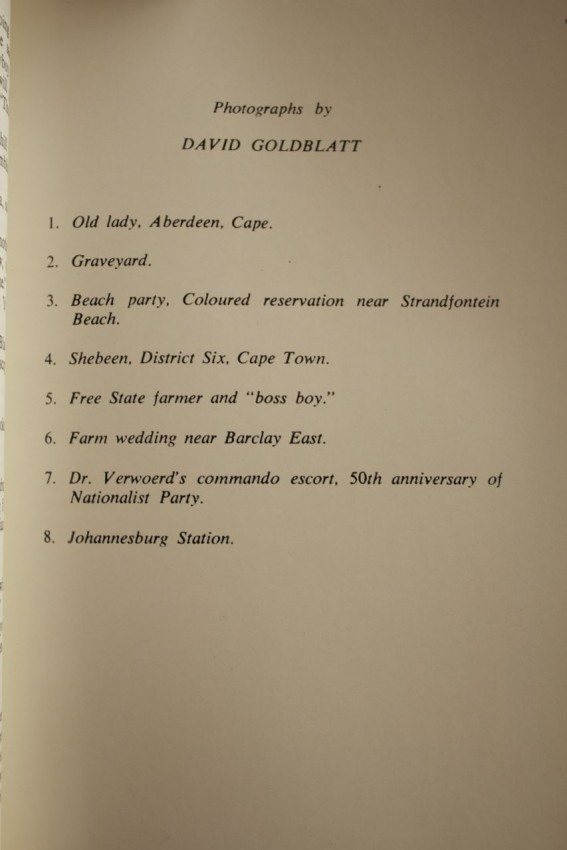 Photographs by
DAVID GOLDBLATT
1. Old lady, Aberdeen, Cape.
2. Graveyard.
3. Beach party, Coloured reservation near Strandfontein
Beach.
4. Shebeen, District Six, Cape Town.
5. Free State farmer and "boss boy."
6. Farm wedding near Barclay East.
7. Dr. Verwoerd's commando escort, 50th anniversary of
Nationalist Party.
8. Johannesburg Station.